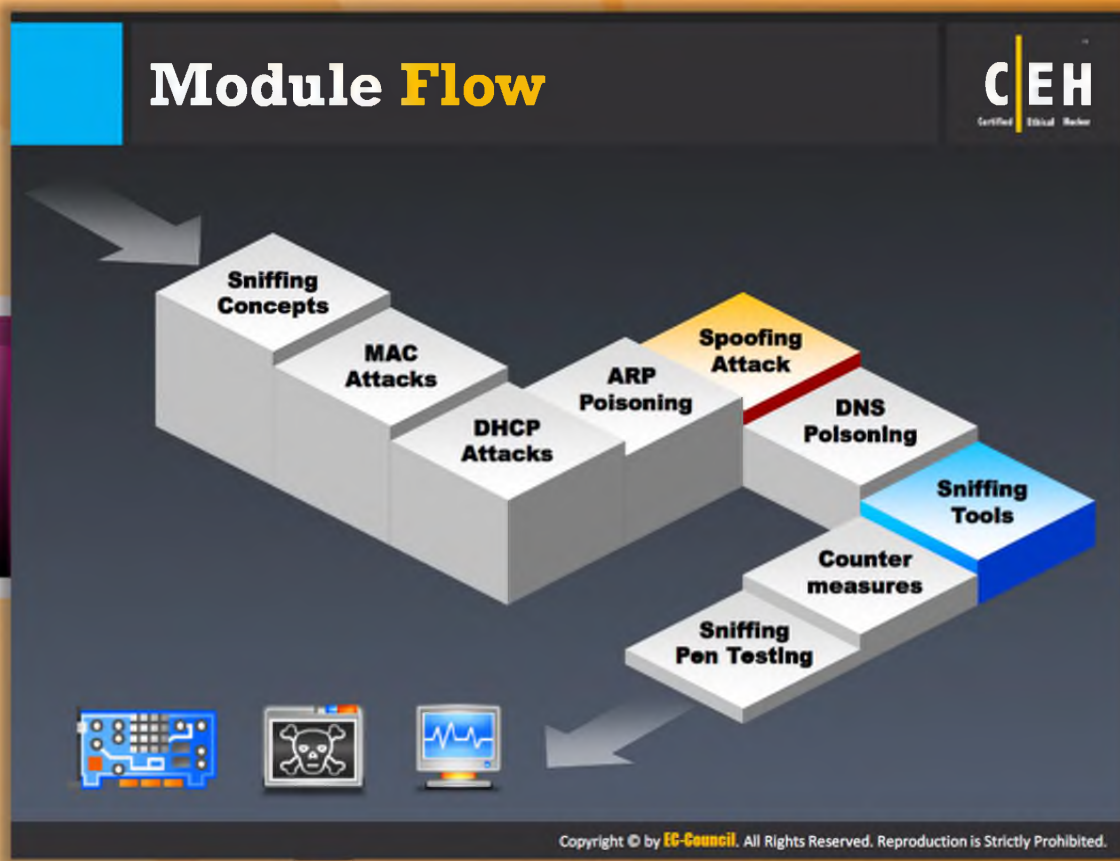 Module Flow
C EH
Certified Ethical Hacker
Sniffing
Concepts
MAC
Attacks
DHCP
Attacks
ARP
Poisoning
Spoofing
Attack
DNS
Poisoning
Sniffing
Tools
Counter
measures
Sniffing
Pen Testing
Copyright © by EC-Council. All Rights Reserved. Reproduction is Strictly Prohibited.